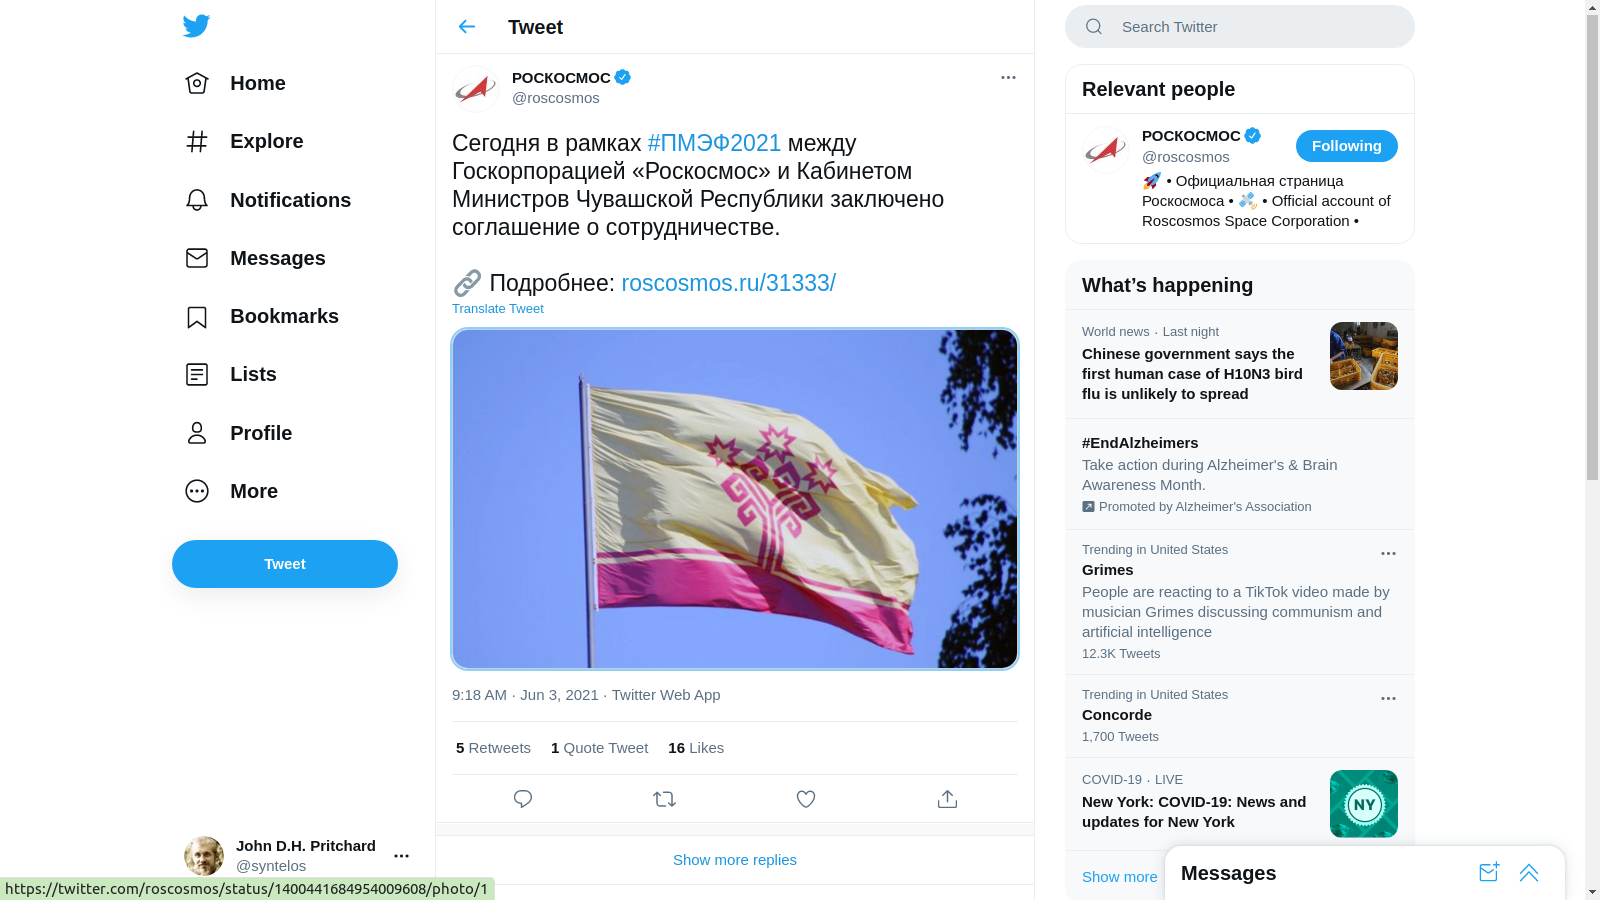 Home
Explore
Notifications
Messages
Bookmarks
Lists
Profile
More
Tweet
John D.H. Pritchard
@syntelos
https://twitter.com/roscosmos/status/1400441684954009608/photo/1
Tweet
РОСКОСМОС
@roscosmos
Сегодня в рамках #ПМЭФ2021 между
Госкорпорацией «Роскосмос» и Кабинетом
Министров Чувашской Республики заключено
соглашение о сотрудничестве.
Подробнее: roscosmos.ru/31333/
Translate Tweet
9:18 AM · Jun 3, 2021 · Twitter Web App
5 Retweets 1 Quote Tweet 16 Likes
Show more replies
Search Twitter
Relevant people
РОСКОСМОС
@roscosmos
Following
🚀 • Официальная страница
Роскосмоса • 🛰️ • Official account of
Roscosmos Space Corporation •
What’s happening
World news · Last night
Chinese government says the
first human case of H10N3 bird
flu is unlikely to spread
#EndAlzheimers
Take action during Alzheimer's & Brain
Awareness Month.
Promoted by Alzheimer's Association
Trending in United States
Grimes
People are reacting to a TikTok video made by
musician Grimes discussing communism and
artificial intelligence
12.3K Tweets
Trending in United States
Concorde
1,700 Tweets
COVID-19 · LIVE
New York: COVID-19: News and
updates for New York
NY
Show more
Messages